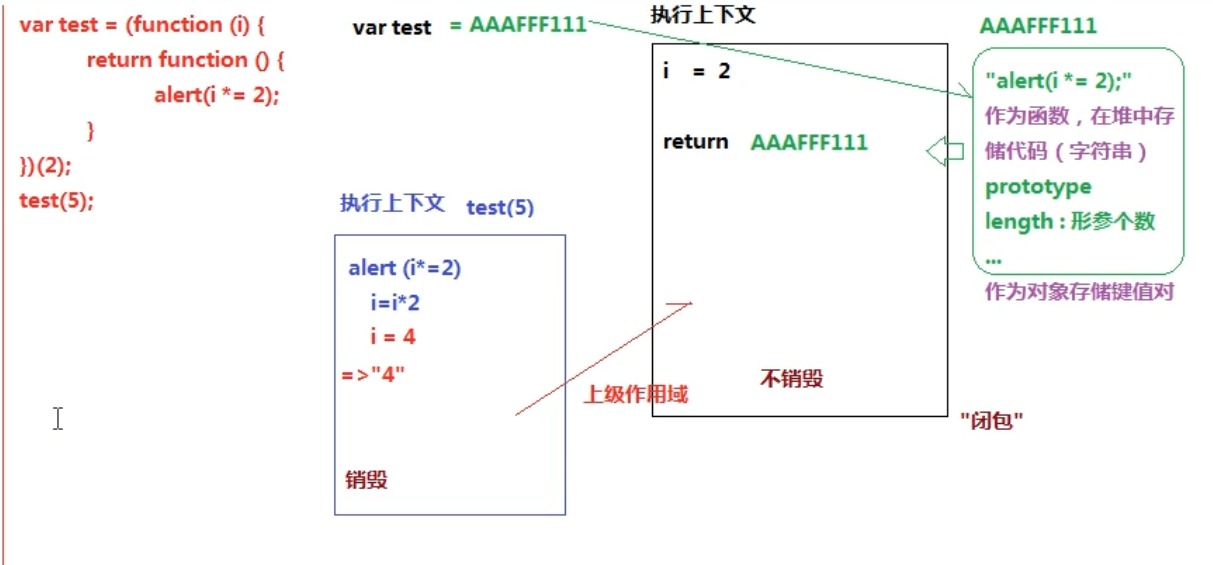 var test = (function (i) {
return function () {
alert(i *= 2);
}
})(2);
test(5);
var test = AAAFFF111
执行上下文
i = 2
return AAAFFF111
不销毁
"闭包"
AAAFFF111
"alert(i *= 2);"
作为函数，在堆中存
储代码（字符串）
prototype
length : 形参个数
...
作为对象存储键值对
执行上下文 test(5)
alert (i*=2)
i=i*2
i = 4
=>"4"
销毁
上级作用域